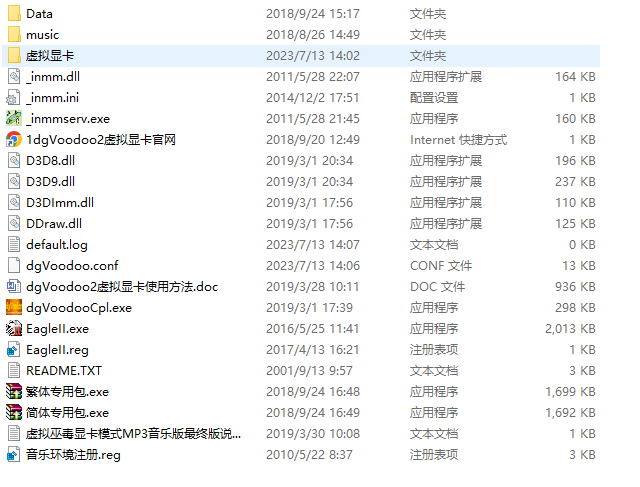 Data 2018/9/24 15:17 文件夹
music 2018/8/26 14:49 文件夹
虚拟显卡 2023/7/13 14:02 文件夹
_inmm.dll 2011/5/28 22:07 应用程序扩展 164 KB
_inmm.ini 2014/12/2 17:51 配置设置 1 KB
_inmmserv.exe 2011/5/28 21:45 应用程序 160 KB
1dgVoodoo2虚拟显卡官网 2018/9/20 12:49 Internet 快捷方式 1 KB
D3D8.dll 2019/3/1 20:34 应用程序扩展 196 KB
D3D9.dll 2019/3/1 20:34 应用程序扩展 237 KB
D3DImm.dll 2019/3/1 17:56 应用程序扩展 110 KB
DDraw.dll 2019/3/1 17:56 应用程序扩展 125 KB
default.log 2023/7/13 14:07 文本文档 0 KB
dgVoodoo.conf 2023/7/13 14:06 CONF 文件 13 KB
dgVoodoo2虚拟显卡使用方法.doc 2019/3/28 10:11 DOC 文件 936 KB
dgVoodooCpl.exe 2019/3/1 17:39 应用程序 298 KB
EagleII.exe 2016/5/25 11:41 应用程序 2,013 KB
EagleII.reg 2017/4/13 16:21 注册表项 1 KB
README.TXT 2001/9/13 9:57 文本文档 3 KB
繁体专用包.exe 2018/9/24 16:48 应用程序 1,699 KB
简体专用包.exe 2018/9/24 16:49 应用程序 1,692 KB
虚拟巫毒显卡模式MP3音乐版最终版说... 2019/3/30 10:08 文本文档 1 KB
音乐环境注册.reg 2010/5/22 8:37 注册表项 3 KB